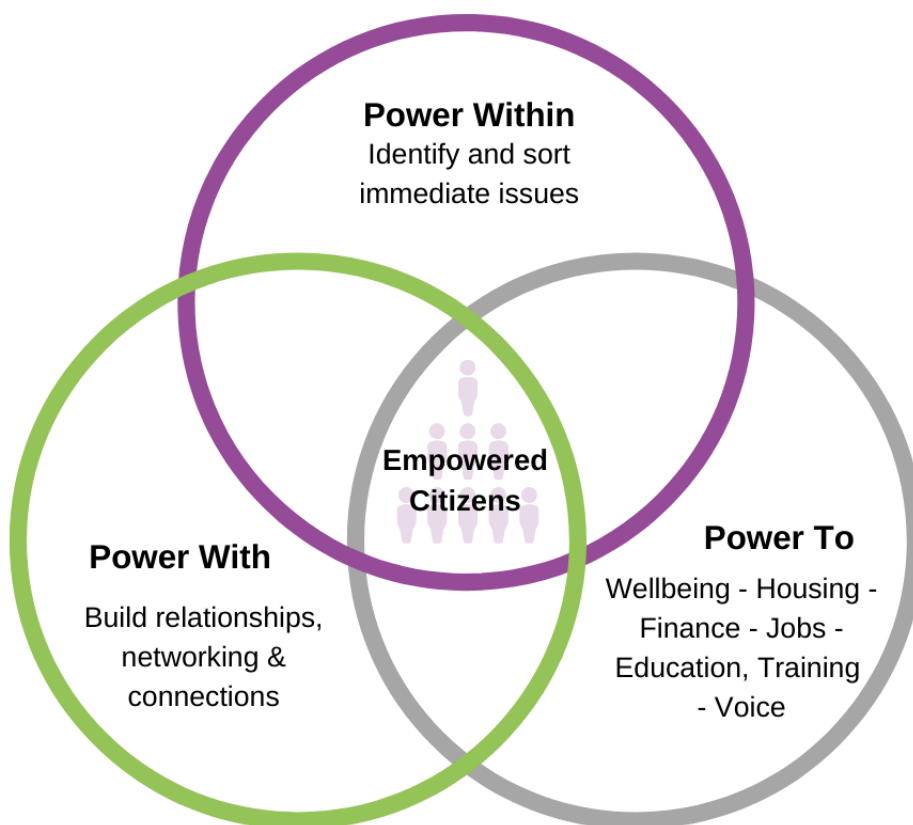 Power Within
Identify and sort
immediate issues
Empowered
Citizens
Power With
Build relationships,
networking &
connections
Power To
Wellbeing - Housing -
Finance - Jobs -
Education, Training
- Voice